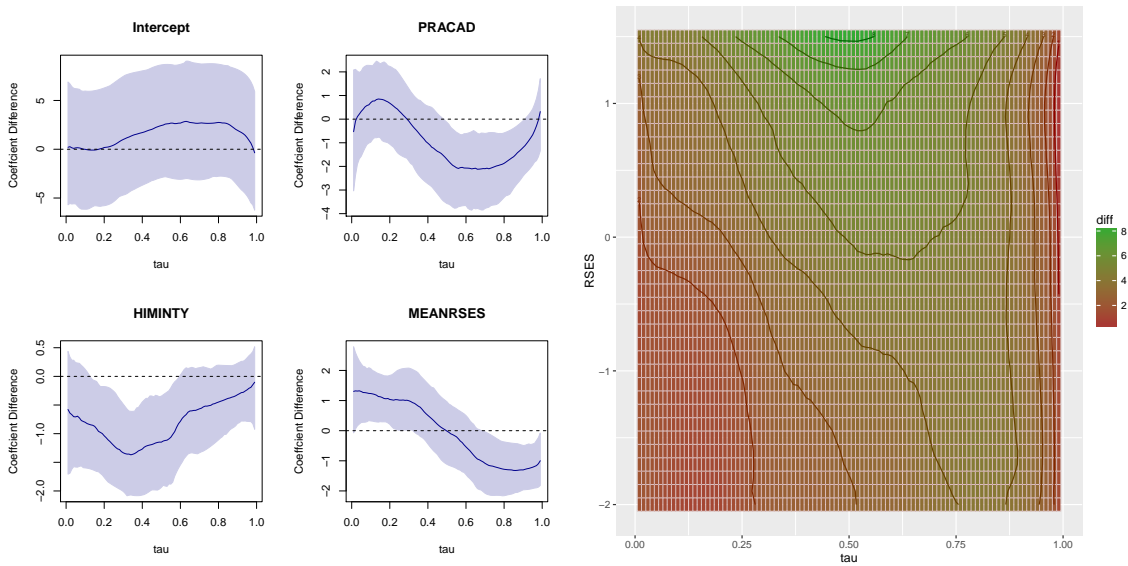 Intercept
Coeffcient Difference
5
0
−5
0.0 0.2 0.4 0.6 0.8 1.0
tau
PRACAD
Coeffcient Difference
2
1
0
−1
−2
−3
−4
0.0 0.2 0.4 0.6 0.8 1.0
tau
HIMINTY
Coeffcient Difference
0.5
0.0
−1.0
−2.0
0.0 0.2 0.4 0.6 0.8 1.0
tau
MEANRSES
Coeffcient Difference
2
1
0
−1
−2
0.0 0.2 0.4 0.6 0.8 1.0
tau
RSES
1
0
−1
−2
0.00 0.25 0.50 0.75 1.00
tau
diff
8
6
4
2